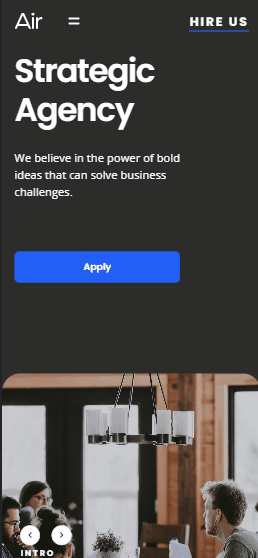 Air
HIRE US
Strategic
Agency
We believe in the power of bold
ideas that can solve business
challenges.
Apply
INTRO